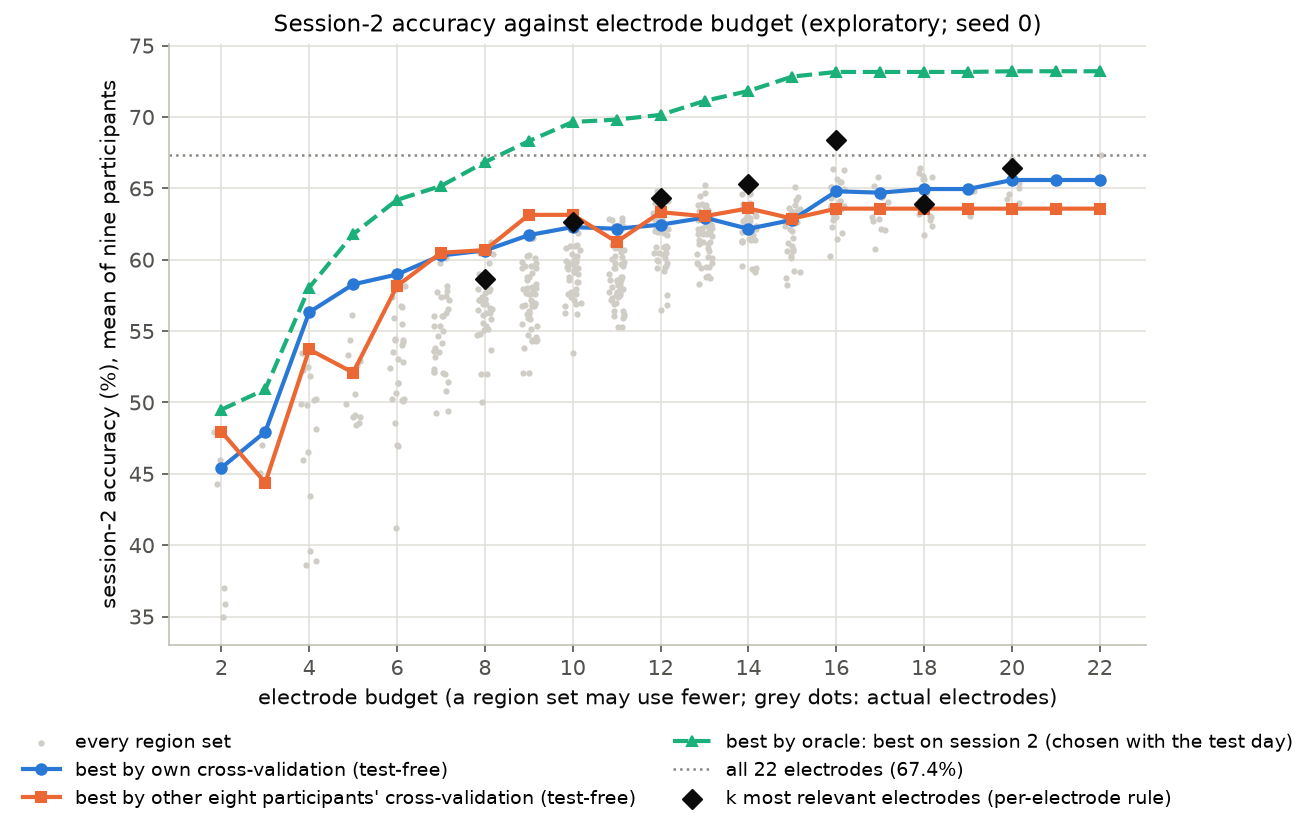 Session-2 accuracy against electrode budget (exploratory; seed 0)
session-2 accuracy (%), mean of nine participants
75
70
65
60
55
50
45
40
35
2 4 6 8 10 12 14 16 18 20 22
electrode budget (a region set may use fewer; grey dots: actual electrodes)
every region set
best by own cross-validation (test-free)
best by other eight participants' cross-validation (test-free)
best by oracle: best on session 2 (chosen with the test day)
all 22 electrodes (67.4%)
k most relevant electrodes (per-electrode rule)